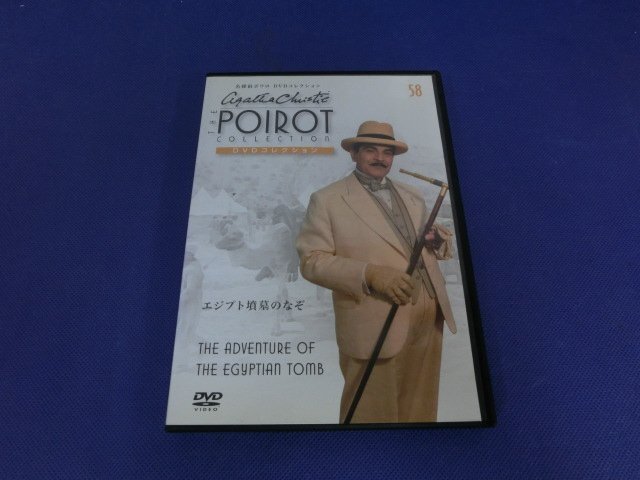 名探偵ポワロ DVDコレクション
58
Agatha Christie
THE
POIROT
COLLECTION
DVDコレクション
エジプト墳墓のなぞ
THE ADVENTURE OF
THE EGYPTIAN TOMB
DVD
VIDEO